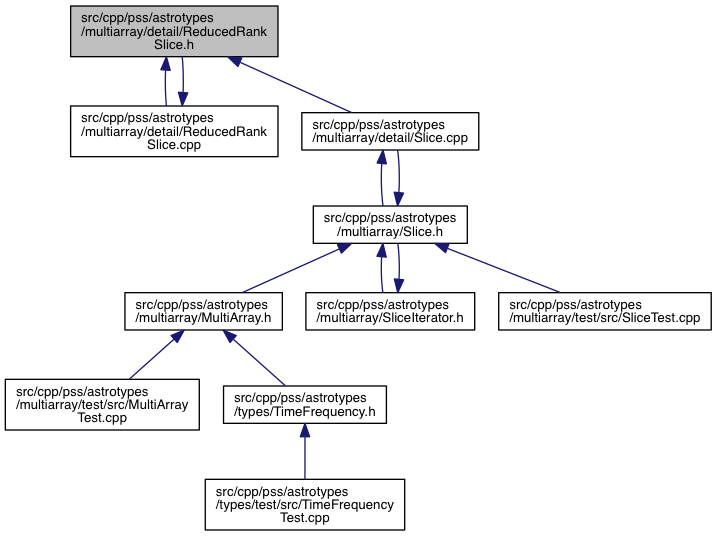 src/cpp/pss/astrotypes
/multiarray/detail/ReducedRank
Slice.h
src/cpp/pss/astrotypes
/multiarray/detail/ReducedRank
Slice.cpp
src/cpp/pss/astrotypes
/multiarray/detail/Slice.cpp
src/cpp/pss/astrotypes
/multiarray/Slice.h
src/cpp/pss/astrotypes
/multiarray/MultiArray.h
src/cpp/pss/astrotypes
/multiarray/SliceIterator.h
src/cpp/pss/astrotypes
/multiarray/test/src/SliceTest.cpp
src/cpp/pss/astrotypes
/multiarray/test/src/MultiArray
Test.cpp
src/cpp/pss/astrotypes
/types/TimeFrequency.h
src/cpp/pss/astrotypes
/types/test/src/TimeFrequency
Test.cpp